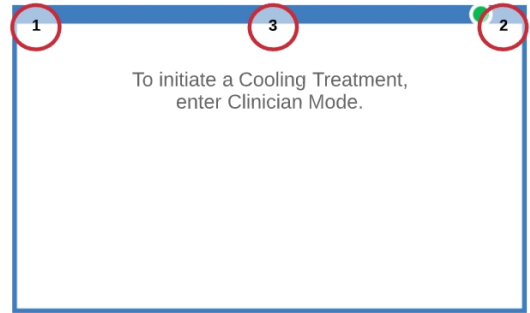 1 3 2
To initiate a Cooling Treatment,
enter Clinician Mode.